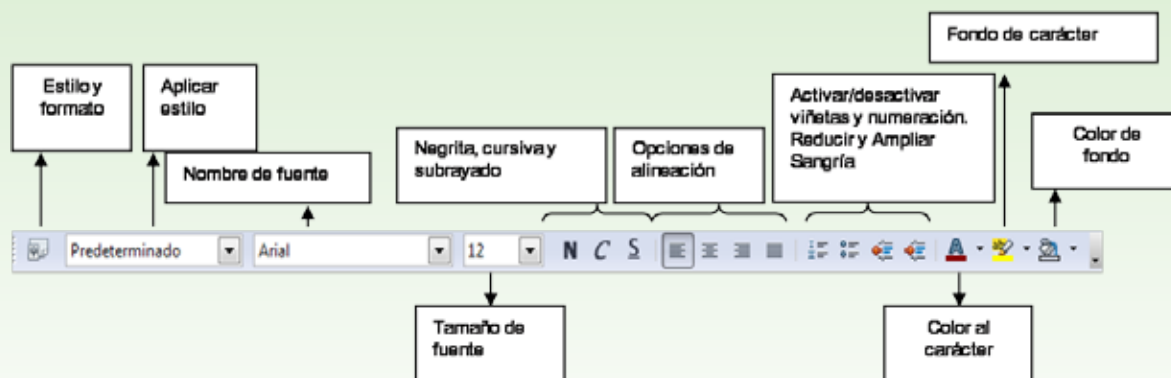 Fondo de carácter
Estilo y
formato
Aplicar
estilo
Activar/desactivar
viñetas y numeración.
Reducir y Ampliar
Sangría
Color de
fondo
Negrita, cursiva y
subrayado
Opciones de
alineación
Nombre de fuente
Predeterminado Arial 12 N C S A
Tamaño de
fuente
Color al
carácter